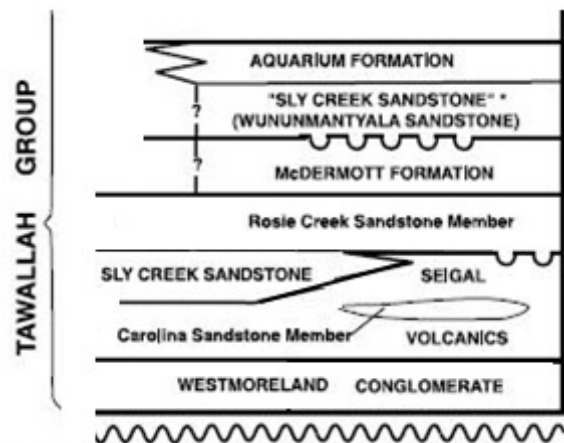 TAWALLAH GROUP
AQUARIUM FORMATION
"SLY CREEK SANDSTONE" *
(WUNUNMANTYALA SANDSTONE)
?
?
McDERMOTT FORMATION
Rosie Creek Sandstone Member
SLY CREEK SANDSTONE
SEIGAL
Carolina Sandstone Member
VOLCANICS
WESTMORELAND CONGLOMERATE